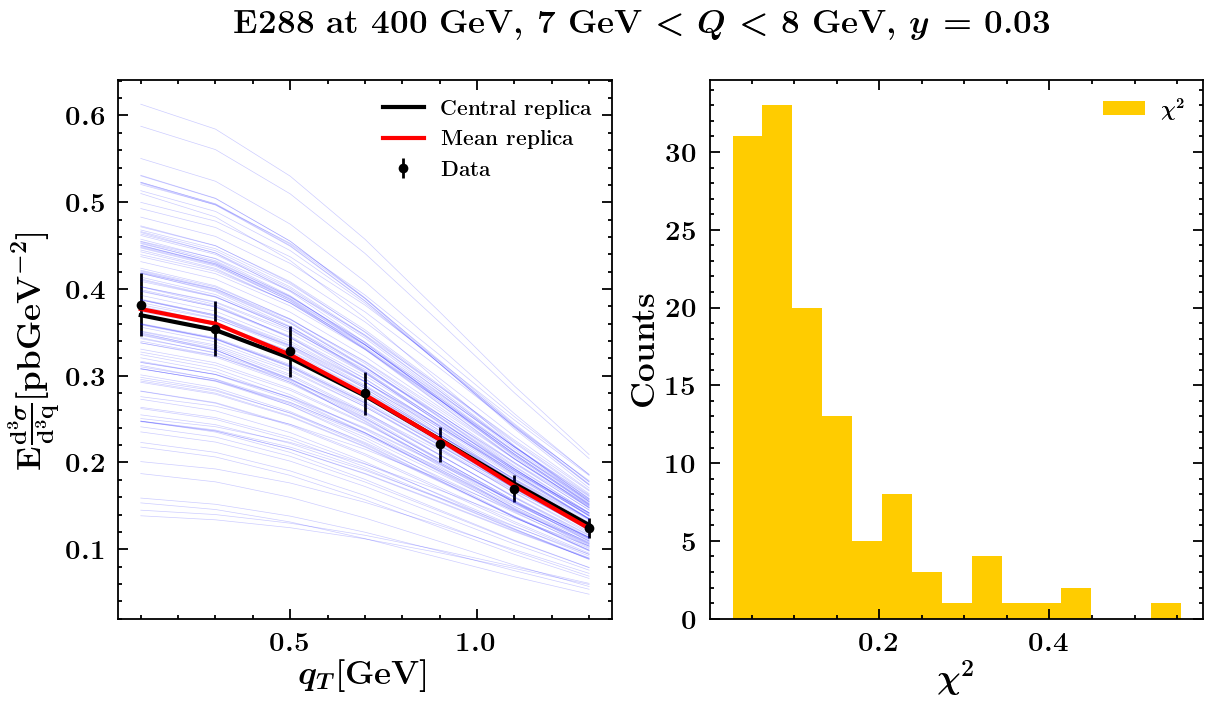 E288 at 400 GeV, 7 GeV < Q < 8 GeV, y = 0.03
E d³σ/d³q [pbGeV⁻²]
0.6
0.5
0.4
0.3
0.2
0.1
Central replica
Mean replica
Data
0.5 1.0
q_T[GeV]
Counts
30
25
20
15
10
5
0
χ²
0.2 0.4
χ²